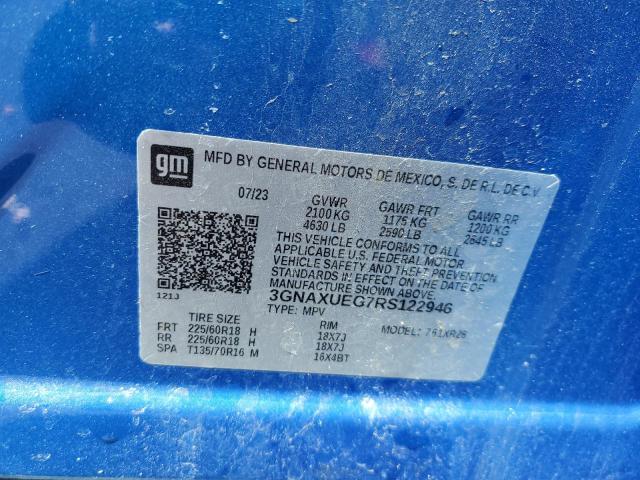 gm
MFD BY GENERAL MOTORS DE MEXICO, S. DE R.L. DE C.V.
07/23 GVWR GAWR FRT GAWR RR
2100 KG 1175 KG 1200 KG
4630 LB 2590 LB 2645 LB
THIS VEHICLE CONFORMS TO ALL
APPLICABLE U.S. FEDERAL MOTOR
VEHICLE SAFETY, BUMPER, AND THEFT
PREVENTION STANDARDS IN EFFECT
ON THE DATE OF
MANUFACTURE SHOWN ABOVE.
121J
3GNAXUEG7RS122946
TYPE: MPV
TIRE SIZE RIM MODEL:
FRT 225/60R18 H 18X7J
RR 225/60R18 H 18X7J
SPA T135/70R16 M 16X4BT